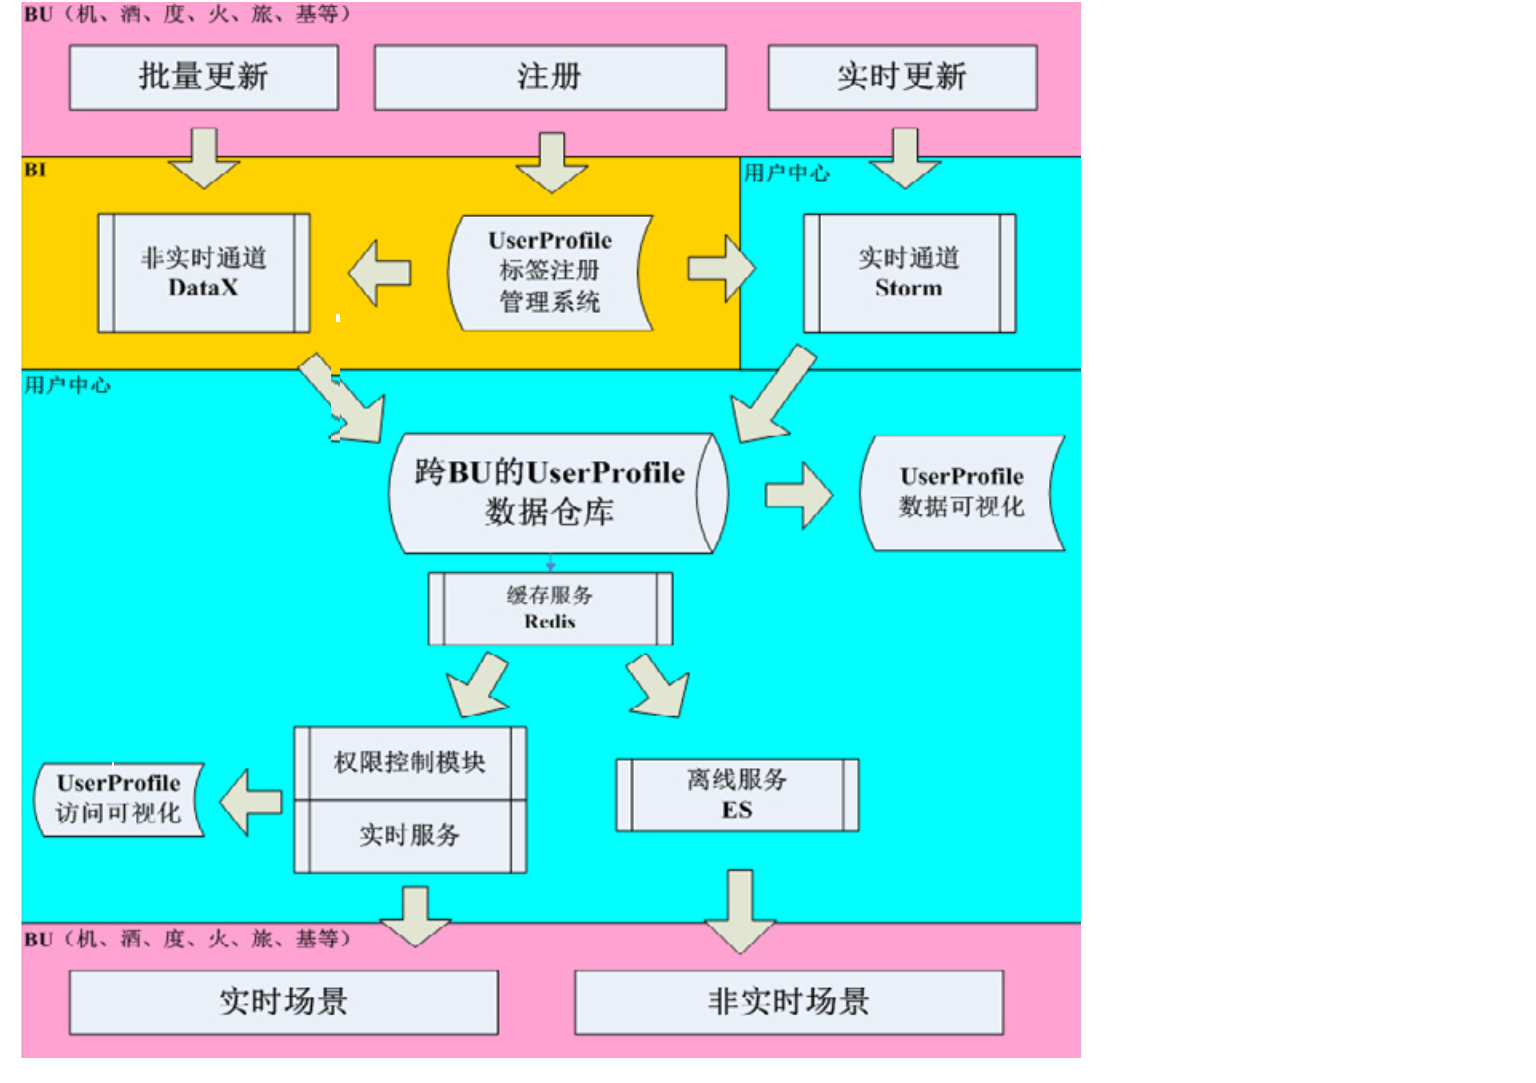 BU（机、酒、度、火、旅、基等）
批量更新
注册
实时更新
BI
用户中心
非实时通道
DataX
UserProfile
标签注册
管理系统
实时通道
Storm
用户中心
跨BU的UserProfile
数据仓库
UserProfile
数据可视化
缓存服务
Redis
UserProfile
访问可视化
权限控制模块
实时服务
离线服务
ES
BU（机、酒、度、火、旅、基等）
实时场景
非实时场景